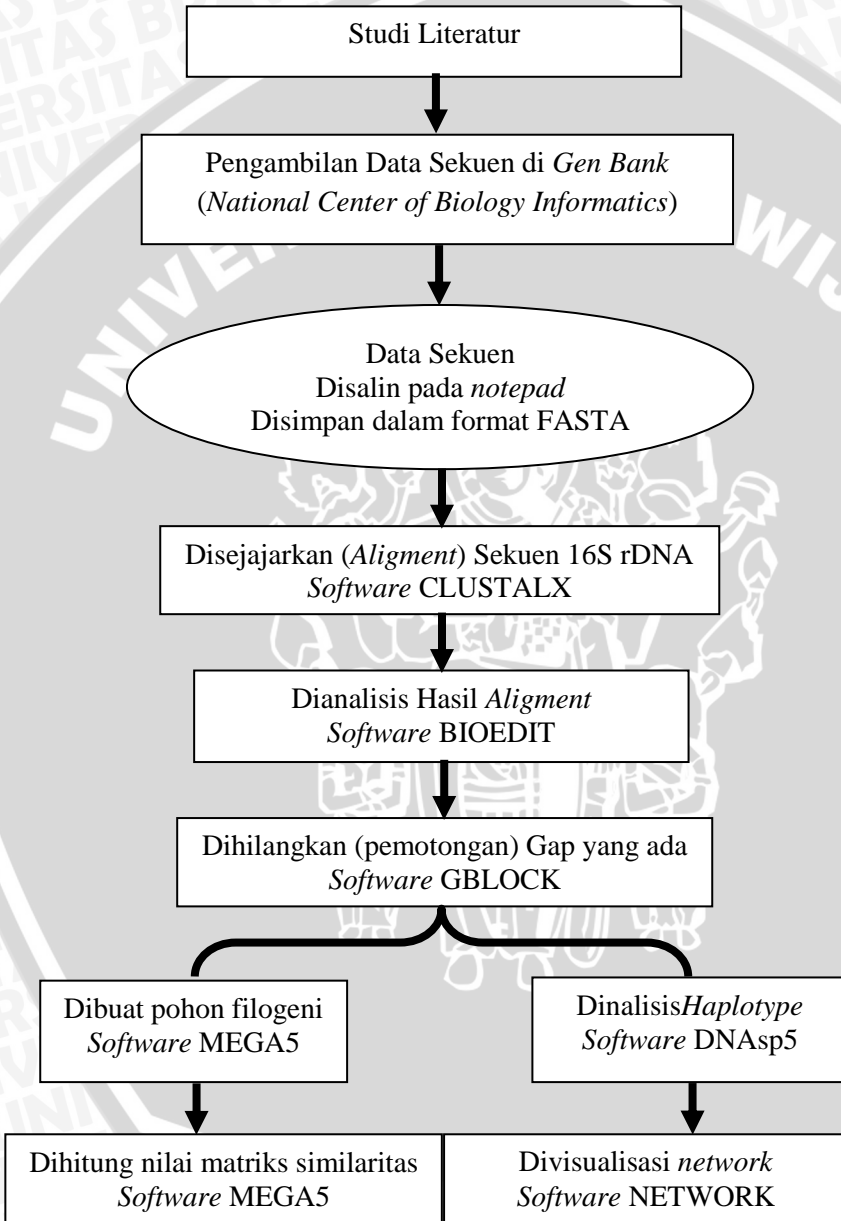 Studi Literatur
Pengambilan Data Sekuen di Gen Bank
(National Center of Biology Informatics)
Data Sekuen
Disalin pada notepad
Disimpan dalam format FASTA
Disejajarkan (Aligment) Sekuen 16S rDNA
Software CLUSTALX
Dianalisis Hasil Aligment
Software BIOEDIT
Dihilangkan (pemotongan) Gap yang ada
Software GBLOCK
Dibuat pohon filogeni
Software MEGA5
DinalisisHaplotype
Software DNAsp5
Dihitung nilai matriks similaritas
Software MEGA5
Divisualisasi network
Software NETWORK